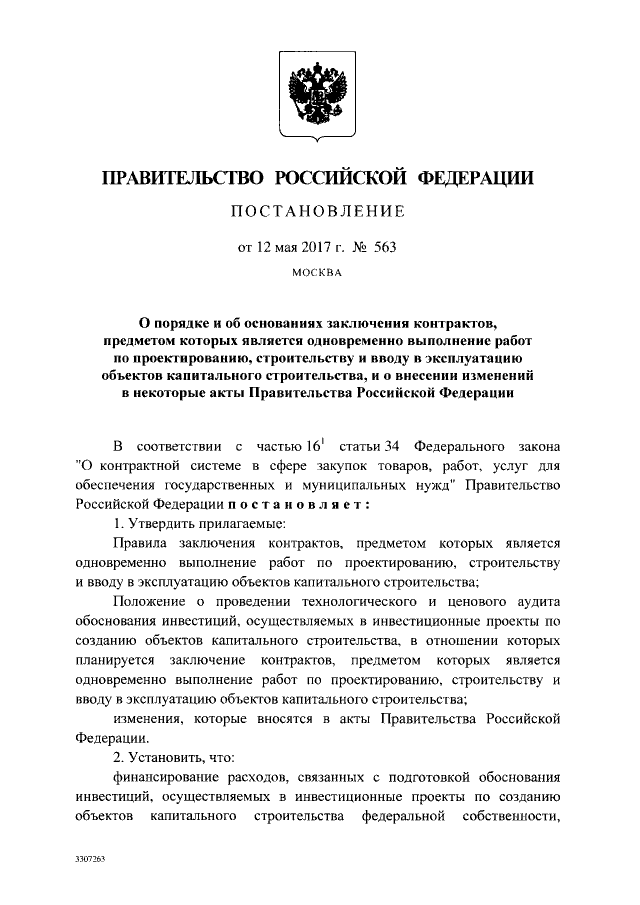 ПРАВИТЕЛЬСТВО РОССИЙСКОЙ ФЕДЕРАЦИИ
ПОСТАНОВЛЕНИЕ
от 12 мая 2017 г. № 563
МОСКВА
О порядке и об основаниях заключения контрактов,
предметом которых является одновременно выполнение работ
по проектированию, строительству и вводу в эксплуатацию
объектов капитального строительства, и о внесении изменений
в некоторые акты Правительства Российской Федерации
В соответствии с частью 16¹ статьи 34 Федерального закона
"О контрактной системе в сфере закупок товаров, работ, услуг для
обеспечения государственных и муниципальных нужд" Правительство
Российской Федерации постановляет:
1. Утвердить прилагаемые:
Правила заключения контрактов, предметом которых является
одновременно выполнение работ по проектированию, строительству
и вводу в эксплуатацию объектов капитального строительства;
Положение о проведении технологического и ценового аудита
обоснования инвестиций, осуществляемых в инвестиционные проекты по
созданию объектов капитального строительства, в отношении которых
планируется заключение контрактов, предметом которых является
одновременно выполнение работ по проектированию, строительству и
вводу в эксплуатацию объектов капитального строительства;
изменения, которые вносятся в акты Правительства Российской
Федерации.
2. Установить, что:
финансирование расходов, связанных с подготовкой обоснования
инвестиций, осуществляемых в инвестиционные проекты по созданию
объектов капитального строительства федеральной собственности,
3307263